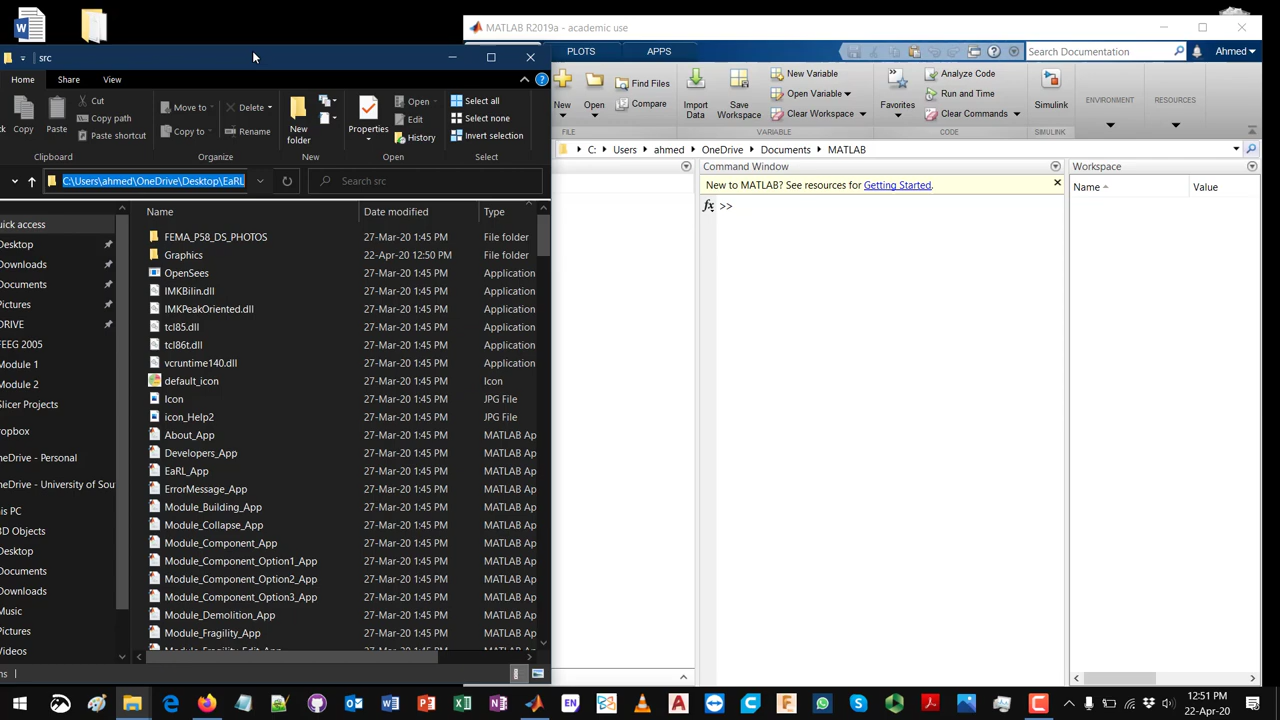 MATLAB R2019a - academic use
src
PLOTS
APPS
Search Documentation
Ahmed
Home
Share
View
Copy
Paste
Cut
Copy path
Paste shortcut
Clipboard
Move to
Copy to
Delete
Rename
Organize
New folder
New
Properties
Open
Edit
History
Open
Select all
Select none
Invert selection
Select
New
Open
Find Files
Compare
FILE
Import Data
Save Workspace
New Variable
Open Variable
Clear Workspace
VARIABLE
Favorites
Analyze Code
Run and Time
Clear Commands
CODE
Simulink
SIMULINK
ENVIRONMENT
RESOURCES
C: Users ahmed OneDrive Documents MATLAB
C:\Users\ahmed\OneDrive\Desktop\EaRL
Search src
Command Window
New to MATLAB? See resources for Getting Started.
fx >>
Workspace
Name
Value
Name
Date modified
Type
FEMA_P58_DS_PHOTOS 27-Mar-20 1:45 PM File folder
Graphics 22-Apr-20 12:50 PM File folder
OpenSees 27-Mar-20 1:45 PM Application
IMKBilin.dll 27-Mar-20 1:45 PM Application
IMKPeakOriented.dll 27-Mar-20 1:45 PM Application
tcl85.dll 27-Mar-20 1:45 PM Application
tcl86t.dll 27-Mar-20 1:45 PM Application
vcruntime140.dll 27-Mar-20 1:45 PM Application
default_icon 27-Mar-20 1:45 PM Icon
Icon 27-Mar-20 1:45 PM JPG File
icon_Help2 27-Mar-20 1:45 PM JPG File
About_App 27-Mar-20 1:45 PM MATLAB Ap
Developers_App 27-Mar-20 1:45 PM MATLAB Ap
EaRL_App 27-Mar-20 1:45 PM MATLAB Ap
ErrorMessage_App 27-Mar-20 1:45 PM MATLAB Ap
Module_Building_App 27-Mar-20 1:45 PM MATLAB Ap
Module_Collapse_App 27-Mar-20 1:45 PM MATLAB Ap
Module_Component_App 27-Mar-20 1:45 PM MATLAB Ap
Module_Component_Option1_App 27-Mar-20 1:45 PM MATLAB Ap
Module_Component_Option2_App 27-Mar-20 1:45 PM MATLAB Ap
Module_Component_Option3_App 27-Mar-20 1:45 PM MATLAB Ap
Module_Demolition_App 27-Mar-20 1:45 PM MATLAB Ap
Module_Fragility_App 27-Mar-20 1:45 PM MATLAB Ap
uick access
Desktop
Downloads
Documents
Pictures
DRIVE
FEEG 2005
Module 1
Module 2
Slicer Projects
ropbox
neDrive - Personal
neDrive - University of Sou
his PC
3D Objects
Desktop
Documents
Downloads
Music
Pictures
Videos
ms
EN
12:51 PM
22-Apr-20